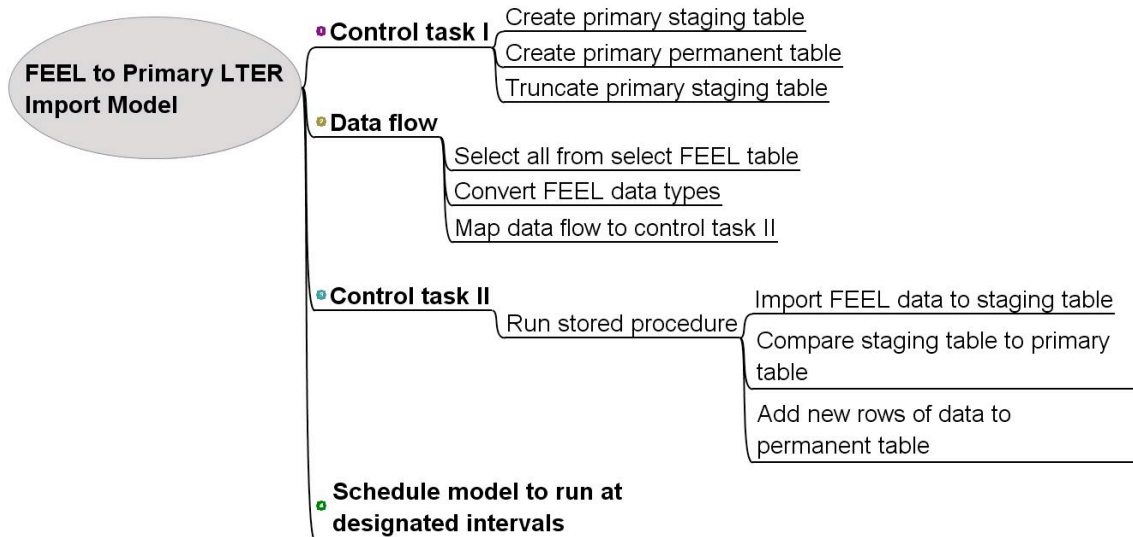 FEEL to Primary LTER
Import Model
Control task I
Create primary staging table
Create primary permanent table
Truncate primary staging table
Data flow
Select all from select FEEL table
Convert FEEL data types
Map data flow to control task II
Control task II
Run stored procedure
Import FEEL data to staging table
Compare staging table to primary
table
Add new rows of data to
permanent table
Schedule model to run at
designated intervals